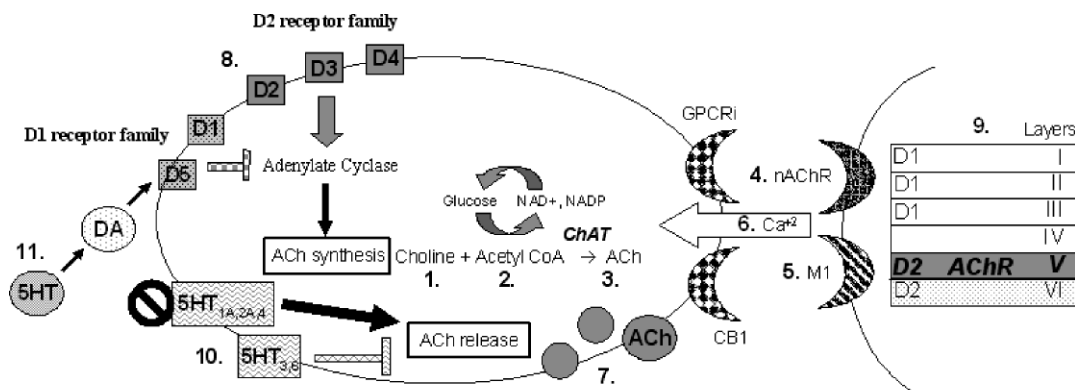 D2 receptor family
8.
D2
D3
D4
D1 receptor family
D1
D5
Adenylate Cyclase
DA
11.
5HT
ACh synthesis
Glucose NAD+, NADP
ChAT
Choline + Acetyl CoA → ACh
1. 2. 3.
GPCRi
4. nAChR
6. Ca+2
5. M1
CB1
9. Layers
D1 I
D1 II
D1 III
IV
D2 AChR V
D2 VI
5HT1A,2A,4
10. 5HT3,6
ACh release
ACh
7.